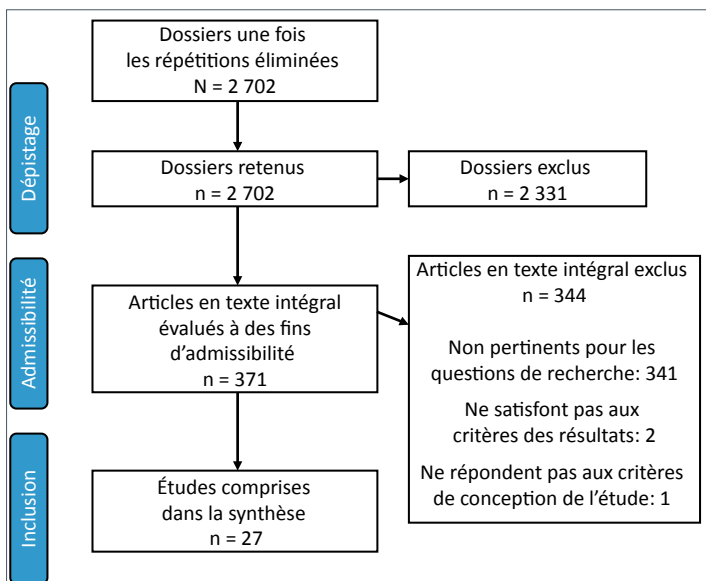 Dossiers une fois
les répétitions éliminées
N = 2 702
Dépistage
Dossiers retenus
n = 2 702
Dossiers exclus
n = 2 331
Admissibilité
Articles en texte intégral
évalués à des fins
d’admissibilité
n = 371
Articles en texte intégral exclus
n = 344
Non pertinents pour les
questions de recherche: 341
Ne satisfont pas aux
critères des résultats: 2
Ne répondent pas aux critères
de conception de l’étude: 1
Inclusion
Études comprises
dans la synthèse
n = 27